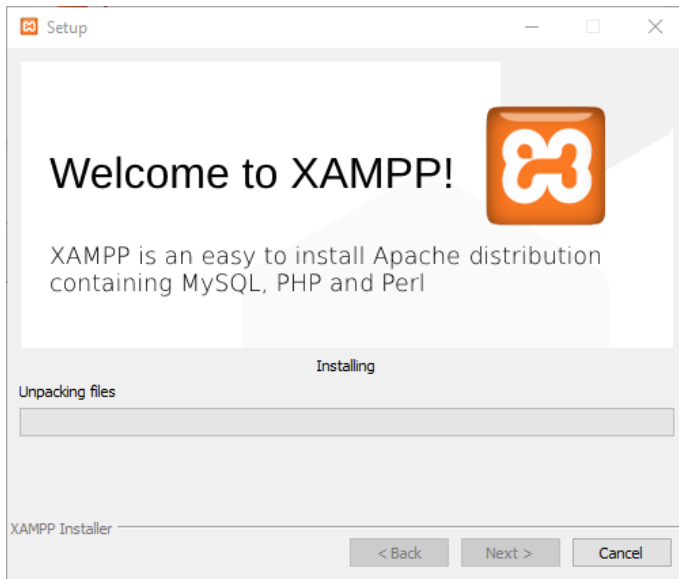 Setup
Welcome to XAMPP!
XAMPP is an easy to install Apache distribution
containing MySQL, PHP and Perl
Installing
Unpacking files
XAMPP Installer
< Back
Next >
Cancel